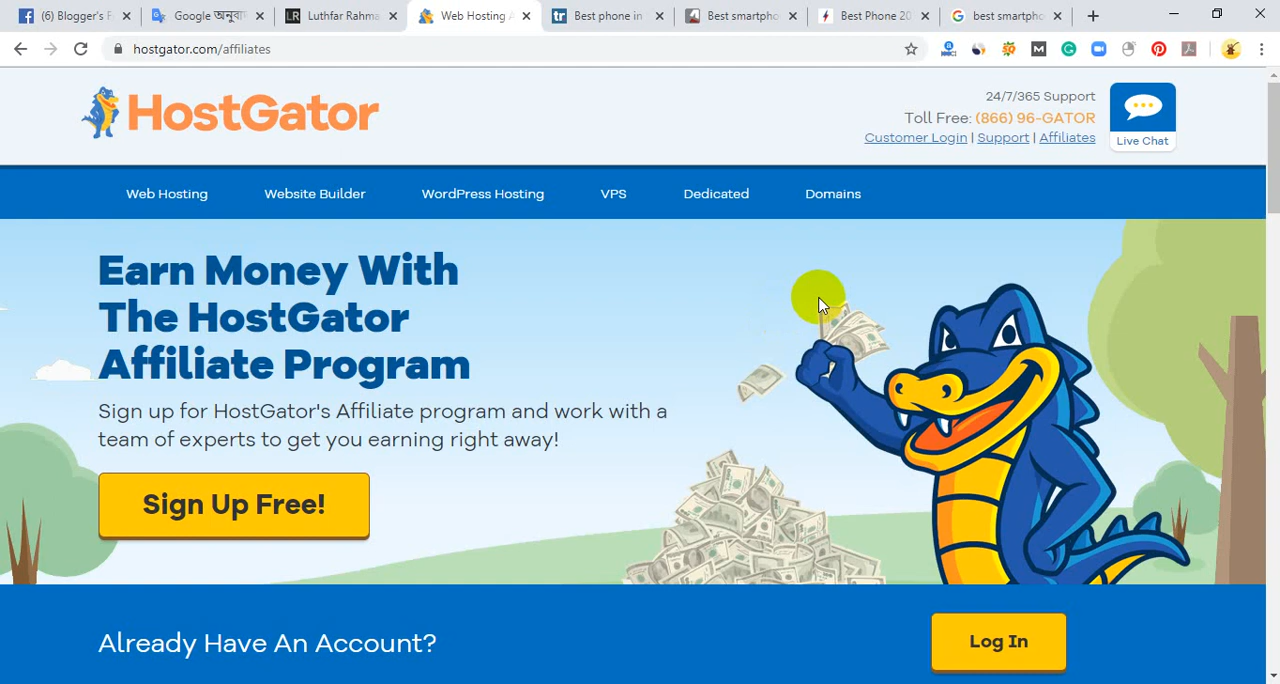 (6) Blogger's F
Google অনুবাদ
LR Luthfar Rahma
Web Hosting A
tr Best phone in
Best smartpho
Best Phone 20
G best smartpho
hostgator.com/affiliates
HostGator
24/7/365 Support
Toll Free: (866) 96-GATOR
Customer Login | Support | Affiliates
Live Chat
Web Hosting
Website Builder
WordPress Hosting
VPS
Dedicated
Domains
Earn Money With
The HostGator
Affiliate Program
Sign up for HostGator's Affiliate program and work with a
team of experts to get you earning right away!
Sign Up Free!
Already Have An Account?
Log In